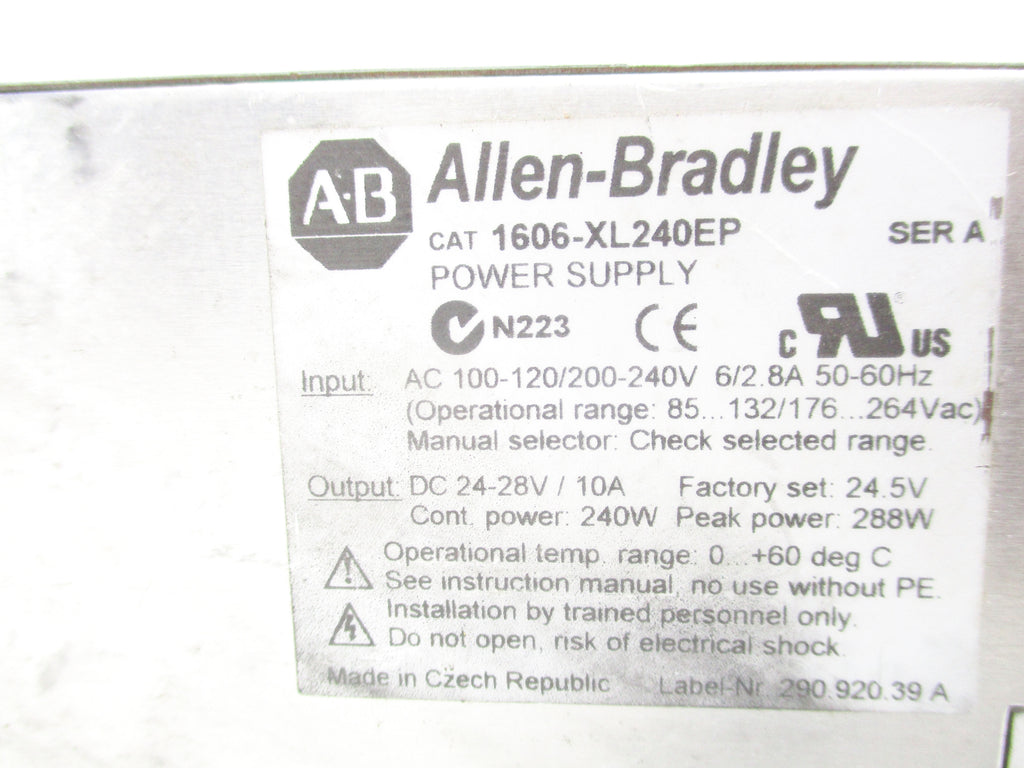 A·B Allen-Bradley
CAT 1606-XL240EP SER A
POWER SUPPLY
N223 CE C UR US
Input: AC 100-120/200-240V 6/2.8A 50-60Hz
(Operational range: 85...132/176...264Vac)
Manual selector: Check selected range.
Output: DC 24-28V / 10A Factory set: 24.5V
Cont. power: 240W Peak power: 288W
Operational temp. range: 0...+60 deg C
See instruction manual, no use without PE.
Installation by trained personnel only.
Do not open, risk of electrical shock.
Made in Czech Republic Label-Nr. 290.920.39 A